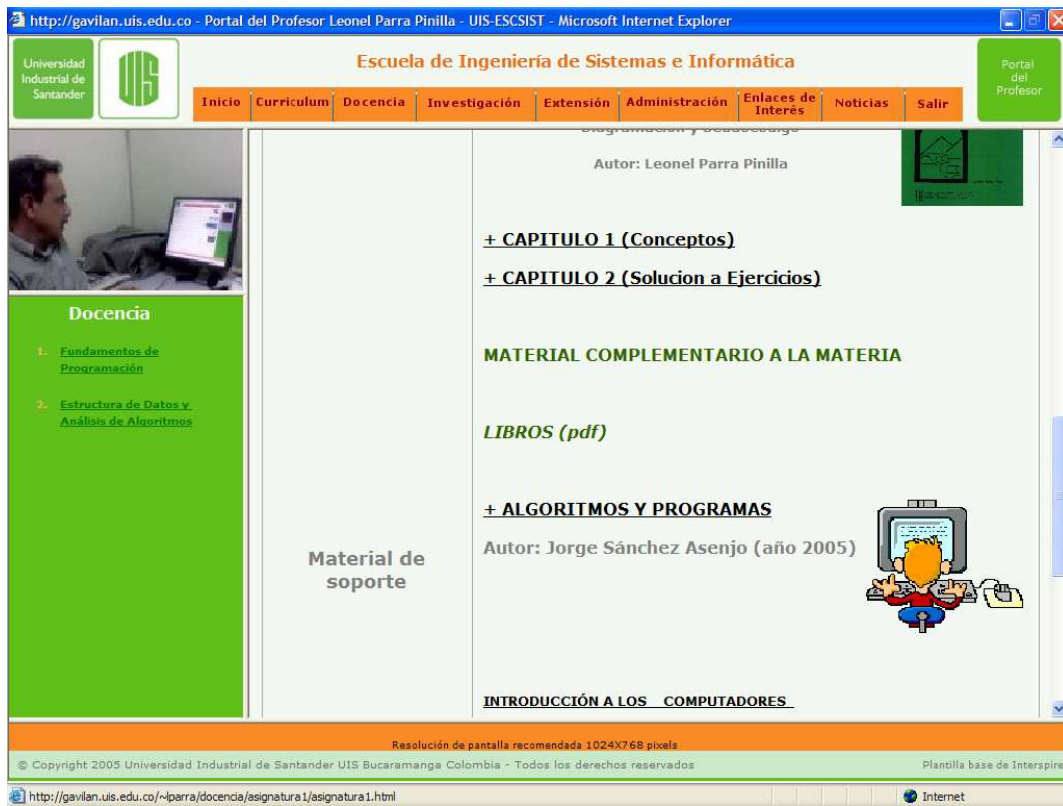 http://gavilan.uis.edu.co - Portal del Profesor Leonel Parra Pinilla - UIS-ESCSIST - Microsoft Internet Explorer
Universidad
Industrial de
Santander
UIS
Escuela de Ingeniería de Sistemas e Informática
Portal
del
Profesor
Inicio Curriculum Docencia Investigación Extensión Administración Enlaces de Interés Noticias Salir
Autor: Leonel Parra Pinilla
+ CAPITULO 1 (Conceptos)
+ CAPITULO 2 (Solucion a Ejercicios)
Docencia
1. Fundamentos de
Programación
2. Estructura de Datos y
Análisis de Algoritmos
MATERIAL COMPLEMENTARIO A LA MATERIA
LIBROS (pdf)
+ ALGORITMOS Y PROGRAMAS
Autor: Jorge Sánchez Asenjo (año 2005)
Material de
soporte
INTRODUCCIÓN A LOS COMPUTADORES
Resolución de pantalla recomendada 1024X768 pixels
© Copyright 2005 Universidad Industrial de Santander UIS Bucaramanga Colombia - Todos los derechos reservados
Plantilla base de Interspire
http://gavilan.uis.edu.co/~lparra/docencia/asignatura1/asignatura1.html
Internet